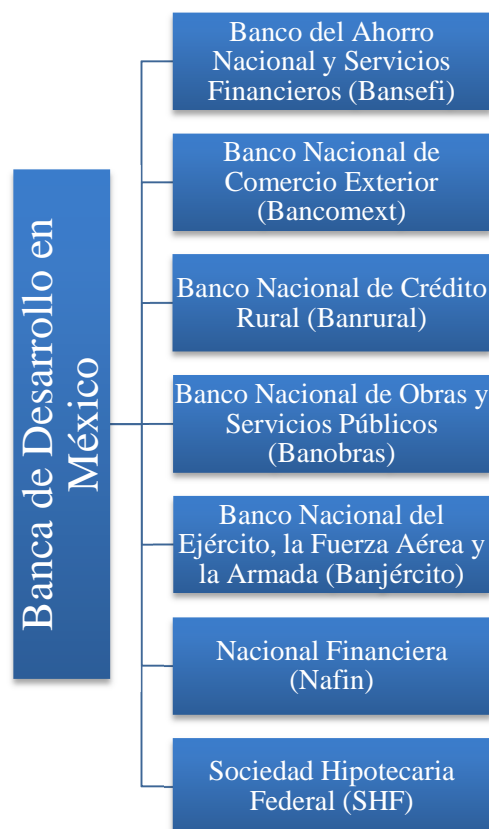 Banca de Desarrollo en
México
Banco del Ahorro
Nacional y Servicios
Financieros (Bansefi)
Banco Nacional de
Comercio Exterior
(Bancomext)
Banco Nacional de Crédito
Rural (Banrural)
Banco Nacional de Obras y
Servicios Públicos
(Banobras)
Banco Nacional del
Ejército, la Fuerza Aérea y
la Armada (Banjército)
Nacional Financiera
(Nafin)
Sociedad Hipotecaria
Federal (SHF)